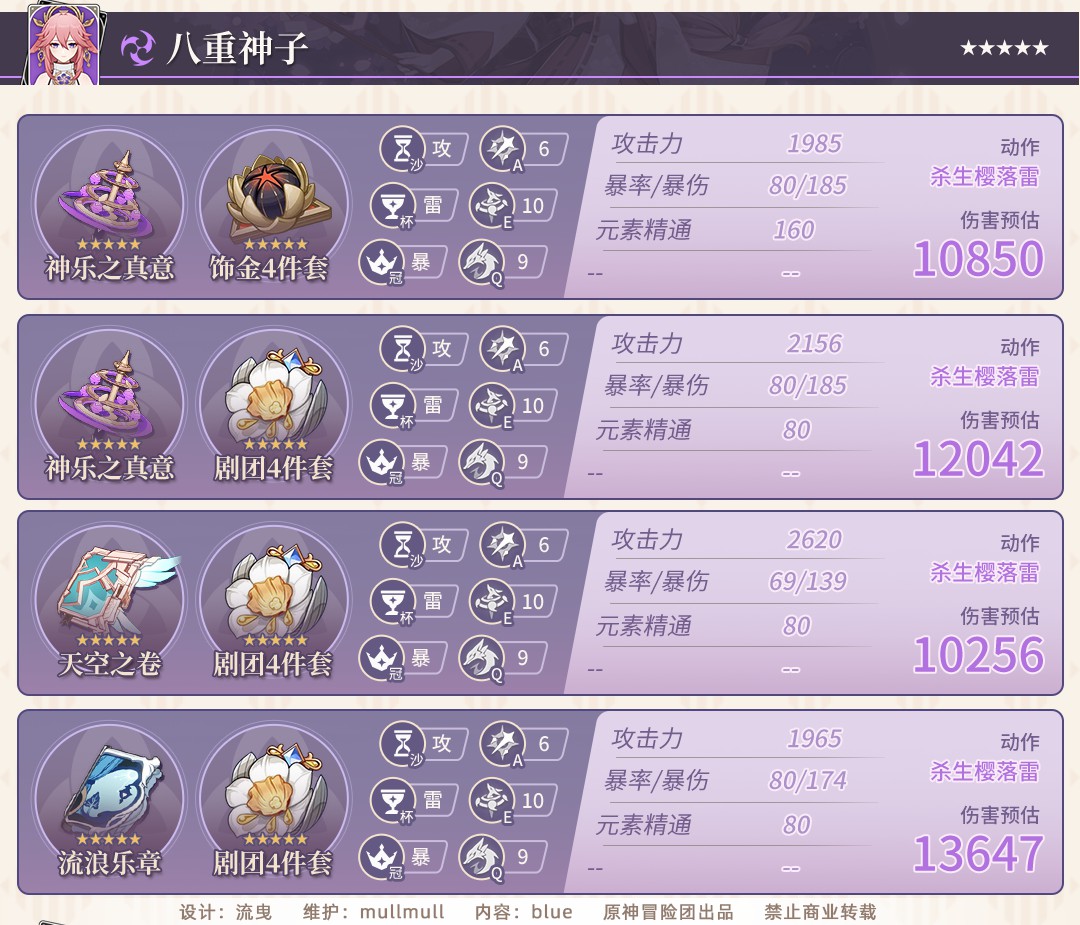 八重神子
★★★★★
神乐之真意
饰金4件套
沙 攻 A 6
杯 雷 E 10
冠 暴 Q 9
攻击力 1985
暴率/暴伤 80/185
元素精通 160
-- --
动作
杀生樱落雷
伤害预估
10850
神乐之真意
剧团4件套
沙 攻 A 6
杯 雷 E 10
冠 暴 Q 9
攻击力 2156
暴率/暴伤 80/185
元素精通 80
-- --
动作
杀生樱落雷
伤害预估
12042
天空之卷
剧团4件套
沙 攻 A 6
杯 雷 E 10
冠 暴 Q 9
攻击力 2620
暴率/暴伤 69/139
元素精通 80
-- --
动作
杀生樱落雷
伤害预估
10256
流浪乐章
剧团4件套
沙 攻 A 6
杯 雷 E 10
冠 暴 Q 9
攻击力 1965
暴率/暴伤 80/174
元素精通 80
-- --
动作
杀生樱落雷
伤害预估
13647
设计：流曳 维护：mullmull 内容：blue 原神冒险团出品 禁止商业转载